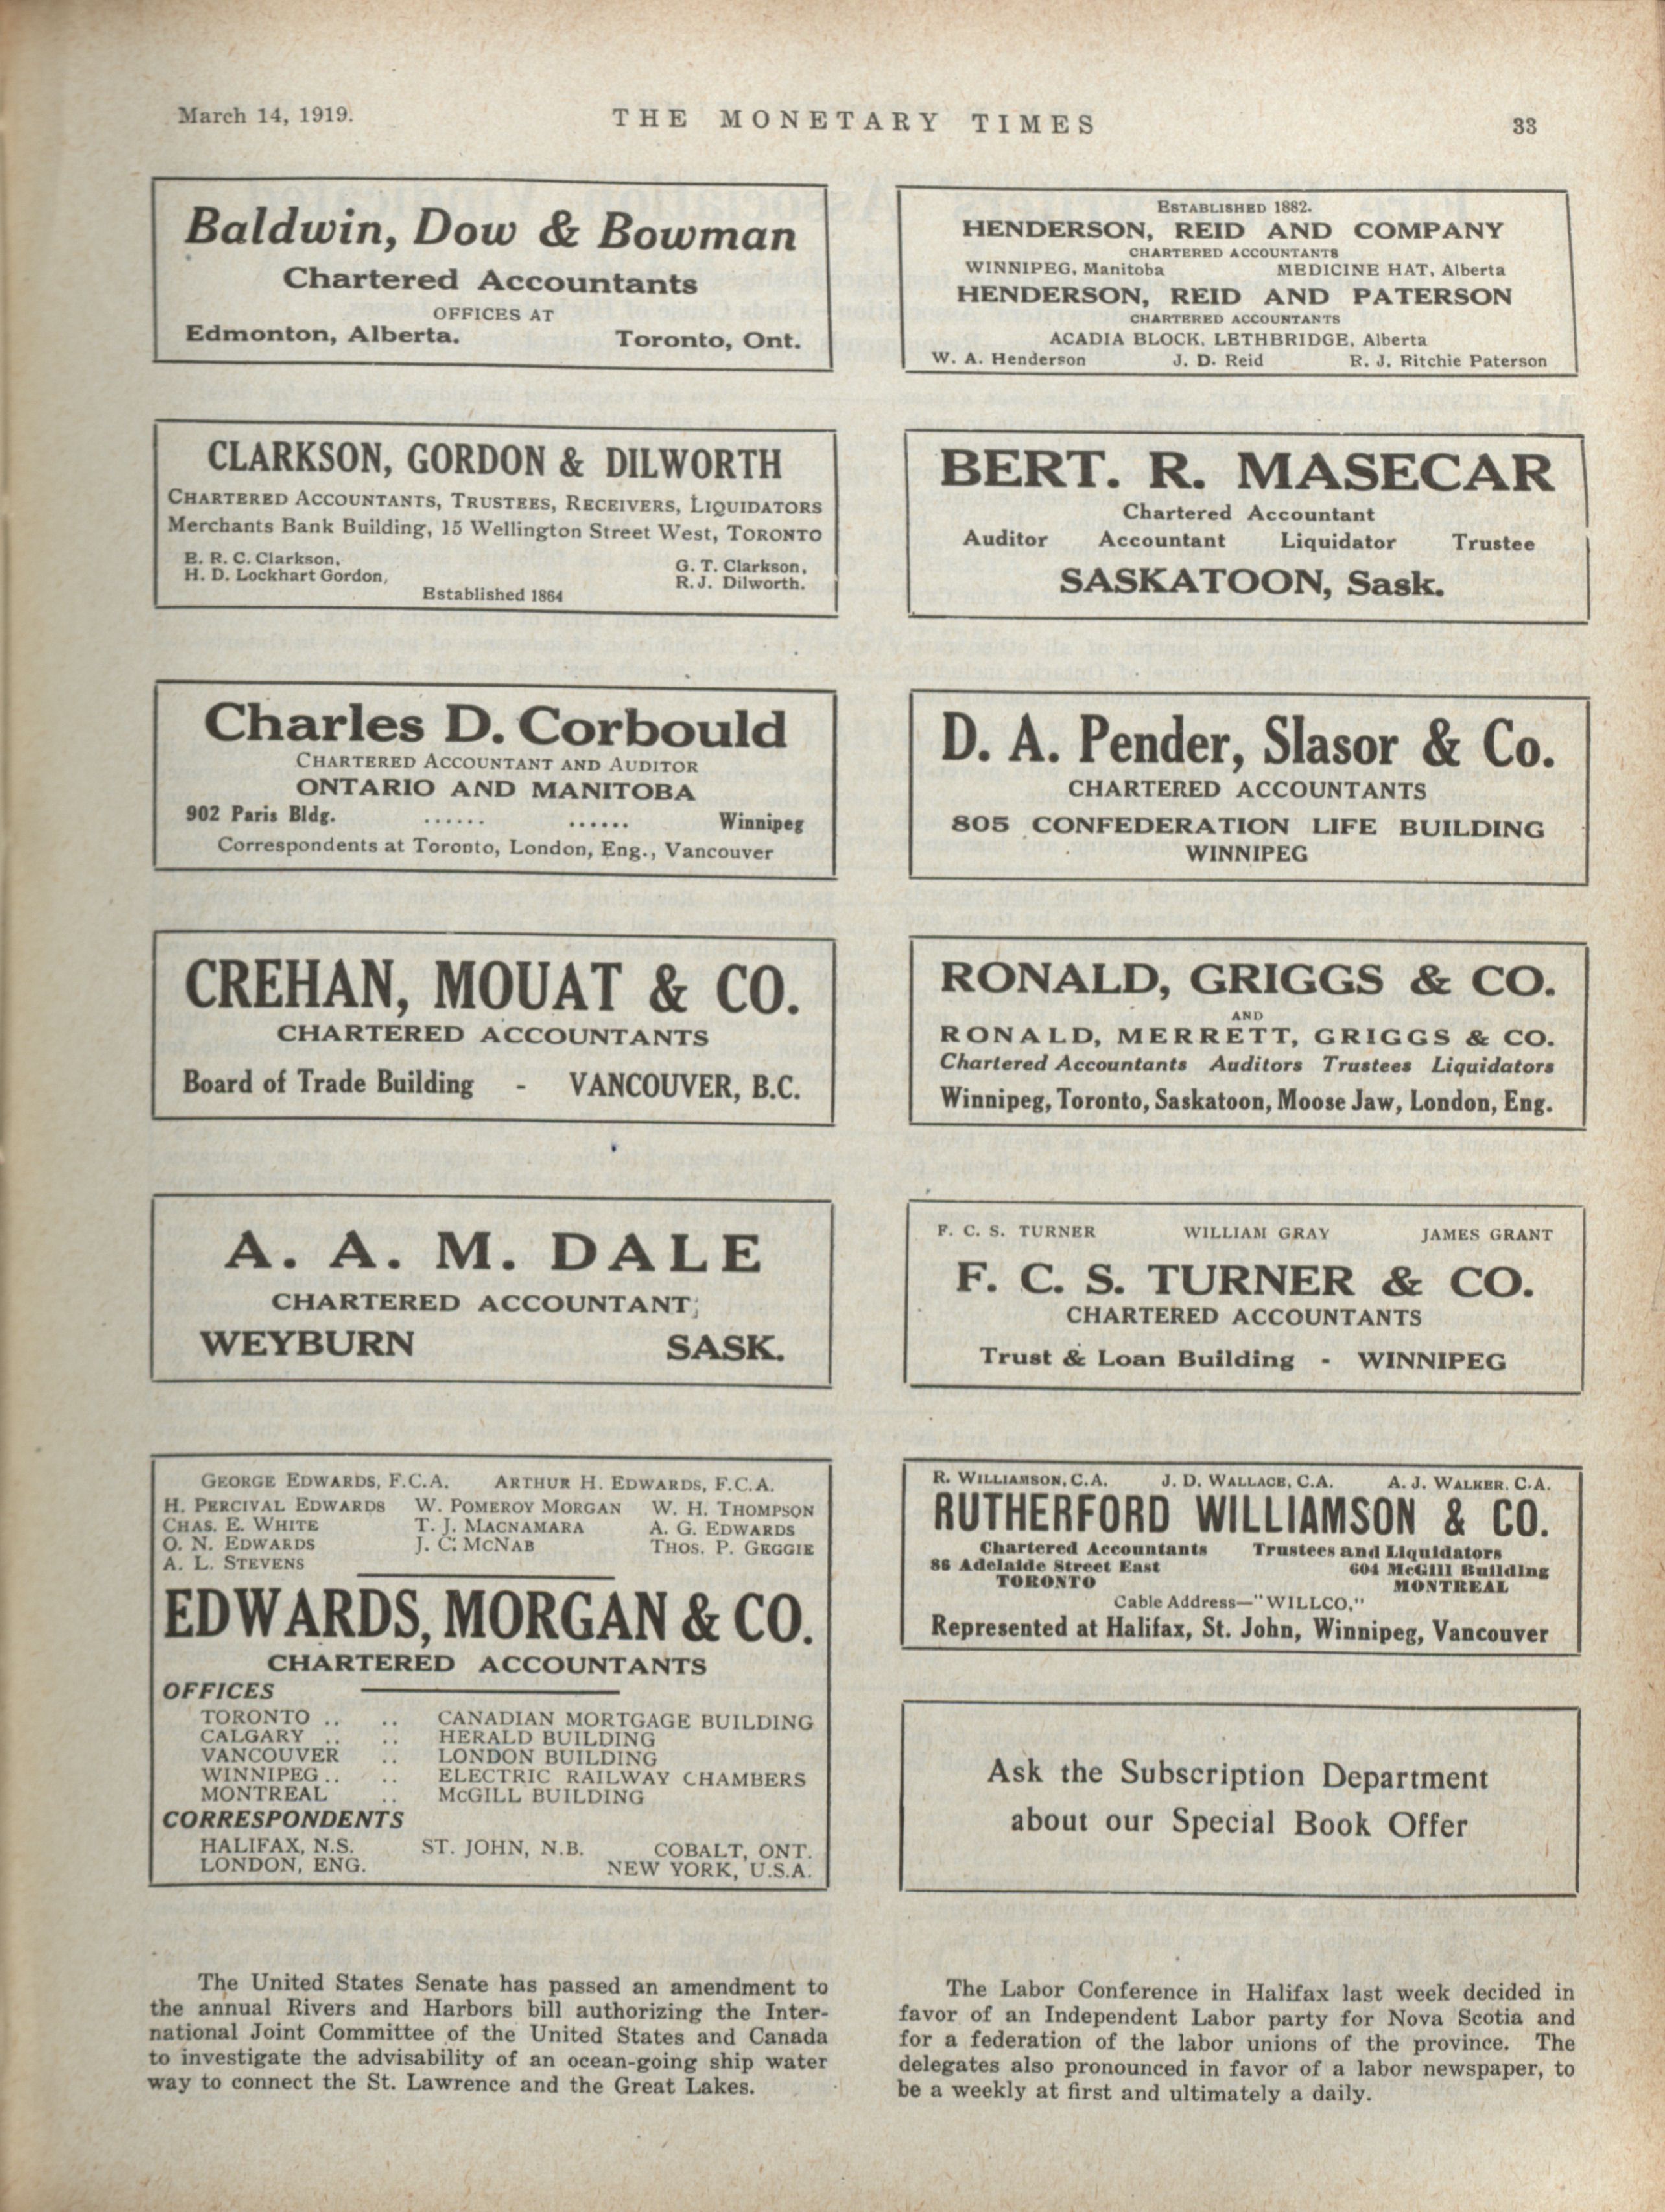 March 14, 1919.
THE MONETARY TIMES
33
Baldwin, Dow & Bowman
Chartered Accountants
OFFICES AT
Edmonton, Alberta. Toronto, Ont.
CLARKSON, GORDON & DILWORTH
CHARTERED ACCOUNTANTS, TRUSTEES, RECEIVERS, LIQUIDATORS
Merchants Bank Building, 15 Wellington Street West, TORONTO
E. R. C. Clarkson, G. T. Clarkson,
H. D. Lockhart Gordon, R. J. Dilworth.
Established 1864
Charles D. Corbould
CHARTERED ACCOUNTANT AND AUDITOR
ONTARIO AND MANITOBA
902 Paris Bldg. ...... ...... Winnipeg
Correspondents at Toronto, London, Eng., Vancouver
CREHAN, MOUAT & CO.
CHARTERED ACCOUNTANTS
Board of Trade Building - VANCOUVER, B.C.
A. A. M. DALE
CHARTERED ACCOUNTANT;
WEYBURN SASK.
GEORGE EDWARDS, F.C.A. ARTHUR H. EDWARDS, F.C.A.
H. PERCIVAL EDWARDS W. POMEROY MORGAN W. H. THOMPSON
CHAS. E. WHITE T. J. MACNAMARA A. G. EDWARDS
O. N. EDWARDS J. C. MCNAB THOS. P. GEGGIE
A. L. STEVENS
EDWARDS, MORGAN & CO.
CHARTERED ACCOUNTANTS
OFFICES
TORONTO .. .. CANADIAN MORTGAGE BUILDING
CALGARY .. .. HERALD BUILDING
VANCOUVER .. LONDON BUILDING
WINNIPEG .. .. ELECTRIC RAILWAY CHAMBERS
MONTREAL .. McGILL BUILDING
CORRESPONDENTS
HALIFAX, N.S. ST. JOHN, N.B. COBALT, ONT.
LONDON, ENG. NEW YORK, U.S.A.
The United States Senate has passed an amendment to
the annual Rivers and Harbors bill authorizing the Inter-
national Joint Committee of the United States and Canada
to investigate the advisability of an ocean-going ship water
way to connect the St. Lawrence and the Great Lakes.
ESTABLISHED 1882.
HENDERSON, REID AND COMPANY
CHARTERED ACCOUNTANTS
WINNIPEG, Manitoba MEDICINE HAT, Alberta
HENDERSON, REID AND PATERSON
CHARTERED ACCOUNTANTS
ACADIA BLOCK, LETHBRIDGE, Alberta
W. A. Henderson J. D. Reid R. J. Ritchie Paterson
BERT. R. MASECAR
Chartered Accountant
Auditor Accountant Liquidator Trustee
SASKATOON, Sask.
D. A. Pender, Slasor & Co.
CHARTERED ACCOUNTANTS
805 CONFEDERATION LIFE BUILDING
WINNIPEG
RONALD, GRIGGS & CO.
AND
RONALD, MERRETT, GRIGGS & CO.
Chartered Accountants Auditors Trustees Liquidators
Winnipeg, Toronto, Saskatoon, Moose Jaw, London, Eng.
F. C. S. TURNER WILLIAM GRAY JAMES GRANT
F. C. S. TURNER & CO.
CHARTERED ACCOUNTANTS
Trust & Loan Building - WINNIPEG
R. WILLIAMSON, C.A. J. D. WALLACE, C.A. A. J. WALKER, C.A.
RUTHERFORD WILLIAMSON & CO.
Chartered Accountants Trustees and Liquidators
86 Adelaide Street East 604 McGill Building
TORONTO MONTREAL
Cable Address—"WILLCO."
Represented at Halifax, St. John, Winnipeg, Vancouver
Ask the Subscription Department
about our Special Book Offer
The Labor Conference in Halifax last week decided in
favor of an Independent Labor party for Nova Scotia and
for a federation of the labor unions of the province. The
delegates also pronounced in favor of a labor newspaper, to
be a weekly at first and ultimately a daily.